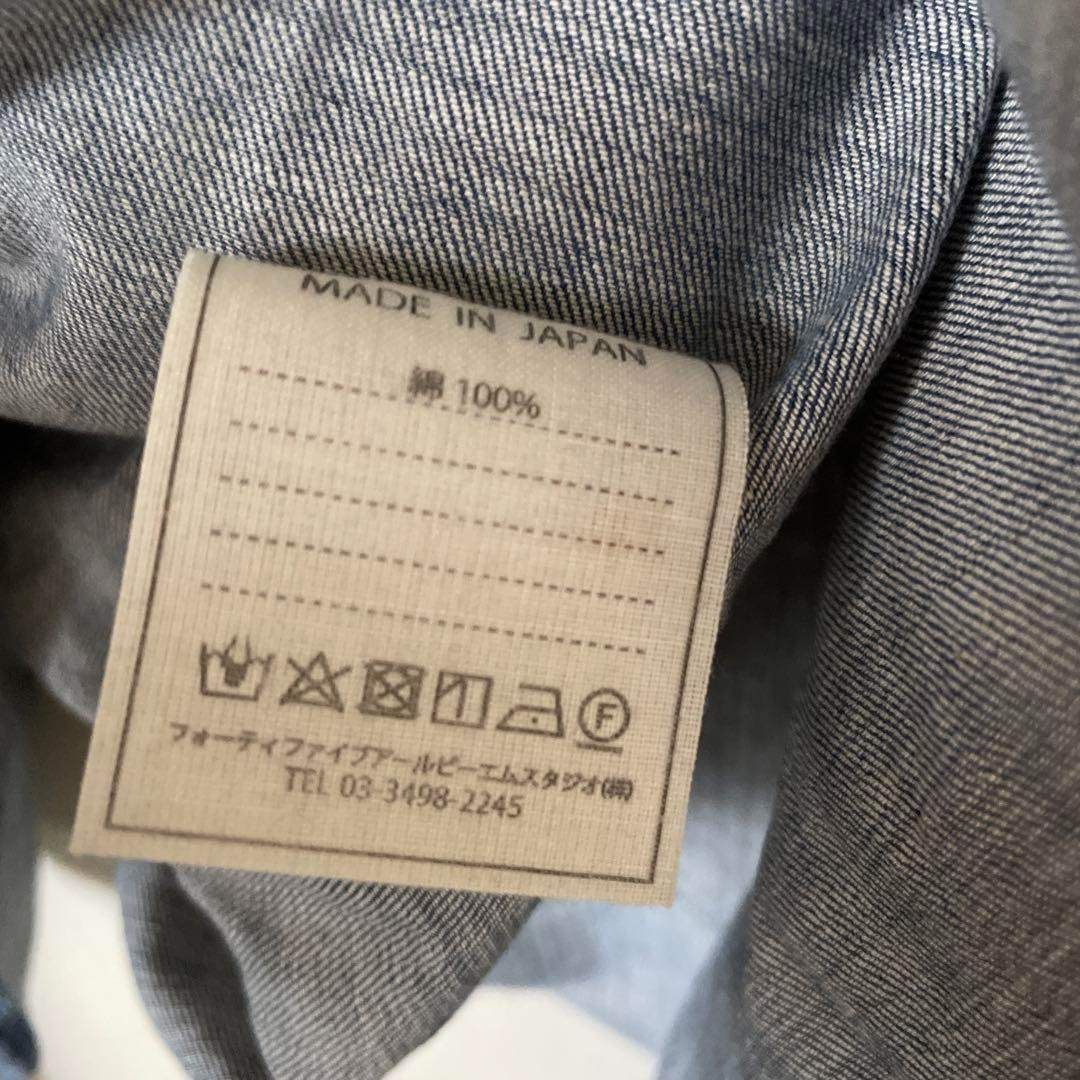 MADE IN JAPAN
綿 100%
F
フォーティファイブアールピーエムスタジオ(株)
TEL 03-3498-2245